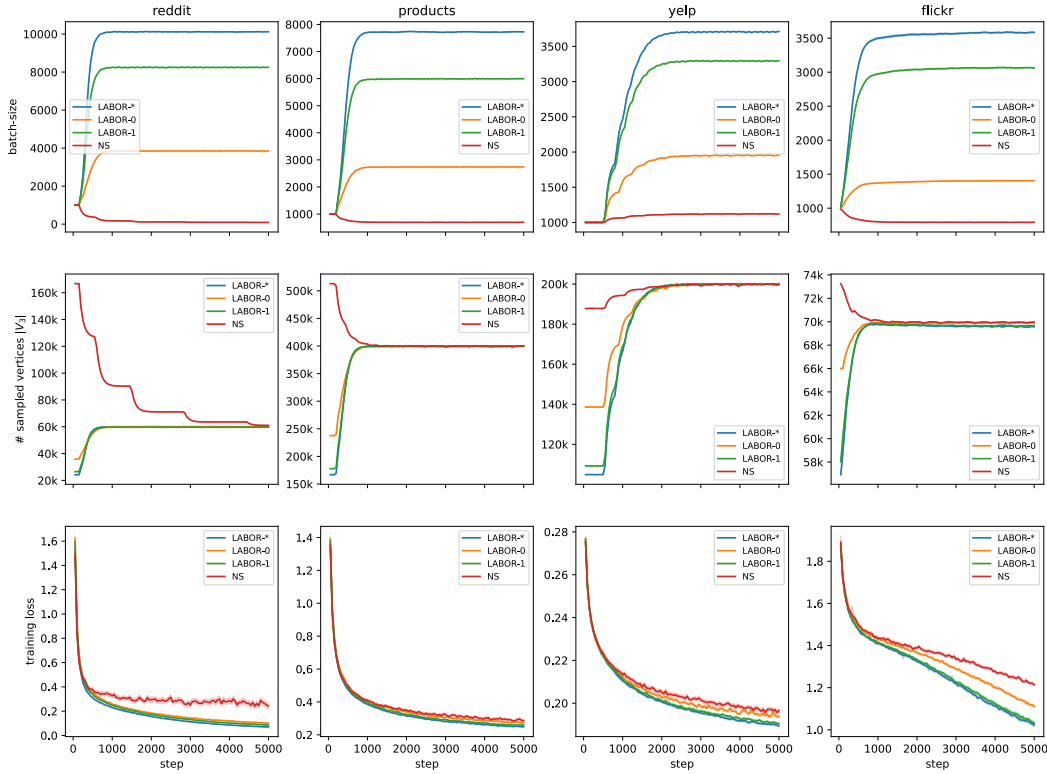 reddit
products
yelp
flickr
batch-size
10000
8000
6000
4000
2000
0
LABOR-*
LABOR-0
LABOR-1
NS
8000
7000
6000
5000
4000
3000
2000
1000
LABOR-*
LABOR-0
LABOR-1
NS
3500
3000
2500
2000
1500
1000
LABOR-*
LABOR-0
LABOR-1
NS
3500
3000
2500
2000
1500
1000
LABOR-*
LABOR-0
LABOR-1
NS
# sampled vertices |V3|
160k
140k
120k
100k
80k
60k
40k
20k
LABOR-*
LABOR-0
LABOR-1
NS
500k
450k
400k
350k
300k
250k
200k
150k
LABOR-*
LABOR-0
LABOR-1
NS
200k
180k
160k
140k
120k
LABOR-*
LABOR-0
LABOR-1
NS
74k
72k
70k
68k
66k
64k
62k
60k
58k
LABOR-*
LABOR-0
LABOR-1
NS
training loss
1.6
1.4
1.2
1.0
0.8
0.6
0.4
0.2
0.0
LABOR-*
LABOR-0
LABOR-1
NS
0 1000 2000 3000 4000 5000
step
1.4
1.2
1.0
0.8
0.6
0.4
0.2
LABOR-*
LABOR-0
LABOR-1
NS
0 1000 2000 3000 4000 5000
step
0.28
0.26
0.24
0.22
0.20
LABOR-*
LABOR-0
LABOR-1
NS
0 1000 2000 3000 4000 5000
step
1.8
1.6
1.4
1.2
1.0
LABOR-*
LABOR-0
LABOR-1
NS
0 1000 2000 3000 4000 5000
step